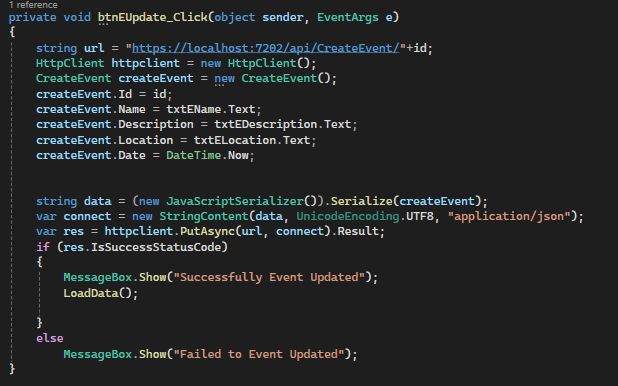 1 reference
private void btnEUpdate_Click(object sender, EventArgs e)
{
string url = "https://localhost:7202/api/CreateEvent/"+id;
HttpClient httpclient = new HttpClient();
CreateEvent createEvent = new CreateEvent();
createEvent.Id = id;
createEvent.Name = txtEName.Text;
createEvent.Description = txtEDescription.Text;
createEvent.Location = txtELocation.Text;
createEvent.Date = DateTime.Now;
string data = (new JavaScriptSerializer()).Serialize(createEvent);
var connect = new StringContent(data, UnicodeEncoding.UTF8, "application/json");
var res = httpclient.PutAsync(url, connect).Result;
if (res.IsSuccessStatusCode)
{
MessageBox.Show("Successfully Event Updated");
LoadData();
}
else
MessageBox.Show("Failed to Event Updated");
}